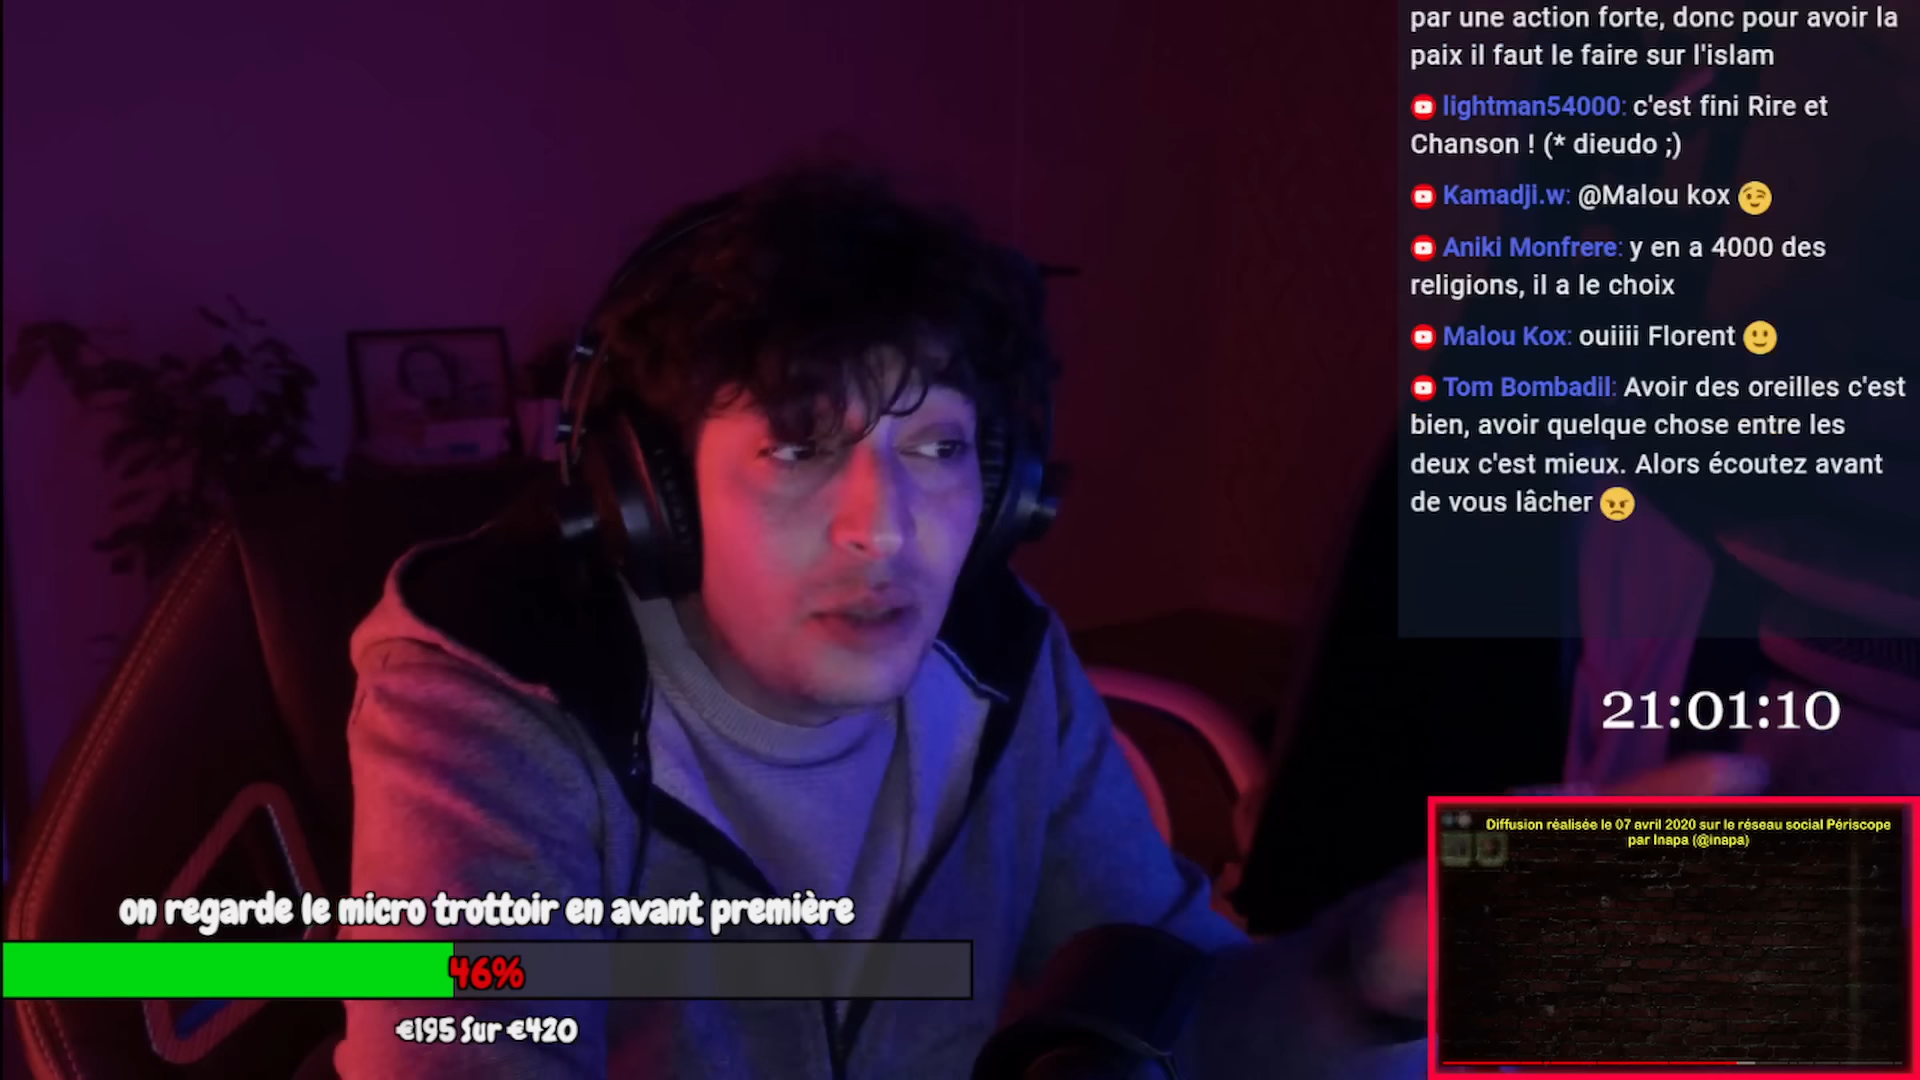 par une action forte, donc pour avoir la
paix il faut le faire sur l'islam
lightman54000: c'est fini Rire et
Chanson ! (* dieudo ;)
Kamadji.w: @Malou kox 😉
Aniki Monfrere: y en a 4000 des
religions, il a le choix
Malou Kox: ouiiii Florent 🙂
Tom Bombadil: Avoir des oreilles c'est
bien, avoir quelque chose entre les
deux c'est mieux. Alors écoutez avant
de vous lâcher 😠
21:01:10
Diffusion réalisée le 07 avril 2020 sur le réseau social Périscope
par Inapa (@inapa)
on regarde le micro trottoir en avant première
46%
€195 Sur €420